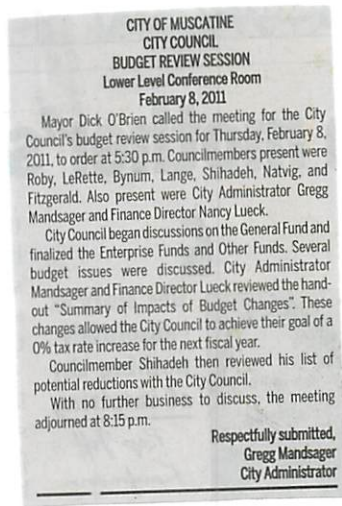 CITY OF MUSCATINE
CITY COUNCIL
BUDGET REVIEW SESSION
Lower Level Conference Room
February 8, 2011
Mayor Dick O'Brien called the meeting for the City
Council's budget review session for Thursday, February 8,
2011, to order at 5:30 p.m. Councilmembers present were
Roby, LeRette, Bynum, Lange, Shihadeh, Natvig, and
Fitzgerald. Also present were City Administrator Gregg
Mandsager and Finance Director Nancy Lueck.
City Council began discussions on the General Fund and
finalized the Enterprise Funds and Other Funds. Several
budget issues were discussed. City Administrator
Mandsager and Finance Director Lueck reviewed the hand-
out "Summary of Impacts of Budget Changes". These
changes allowed the City Council to achieve their goal of a
0% tax rate increase for the next fiscal year.
Councilmember Shihadeh then reviewed his list of
potential reductions with the City Council.
With no further business to discuss, the meeting
adjourned at 8:15 p.m.
Respectfully submitted,
Gregg Mandsager
City Administrator